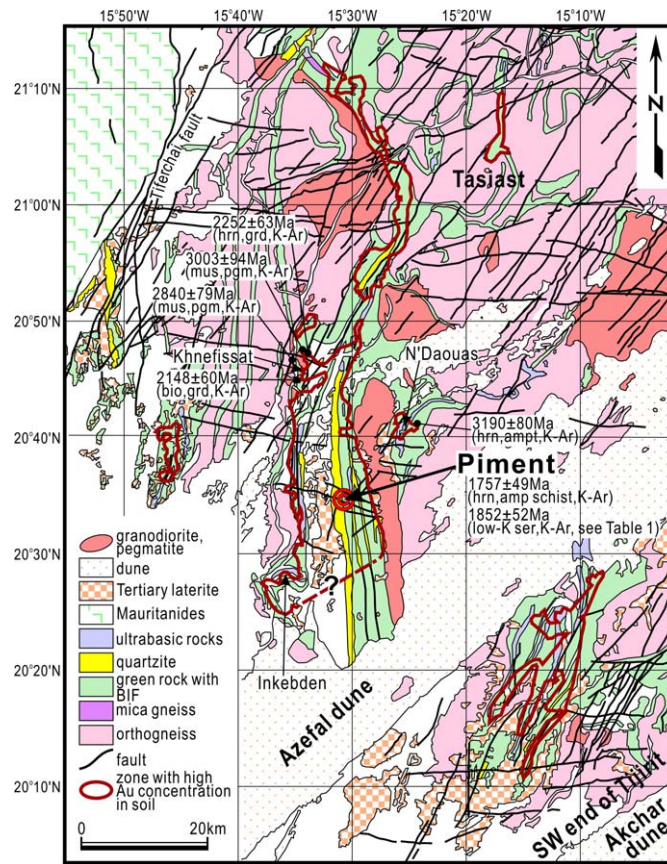 15°50'O 15°40'O 15°30'O 15°20'O 15°10'O
21°10'N
21°00'N
20°50'N
20°40'N
20°30'N
20°20'N
20°10'N
N
Tasiast
Tifferchai fault
2252±63Ma
(hrn,grd,K-Ar)
3003±94Ma
(mus,pgm,K-Ar)
2840±79Ma
(mus,pgm,K-Ar)
Khnefissat
2148±60Ma
(bio,grd,K-Ar)
N'Daouas
3190±80Ma
(hrn,ampt,K-Ar)
Piment
1757±49Ma
(hrn,amp schist,K-Ar)
1852±52Ma
(low-K ser,K-Ar, see Table 1)
?
Inkebden
Azefal dune
SW end of Tijirit
Akchar
dune
granodiorite,
pegmatite
dune
Tertiary laterite
Mauritanides
ultrabasic rocks
quartzite
green rock with
BIF
mica gneiss
orthogneiss
fault
zone with high
Au concentration
in soil
0 20km